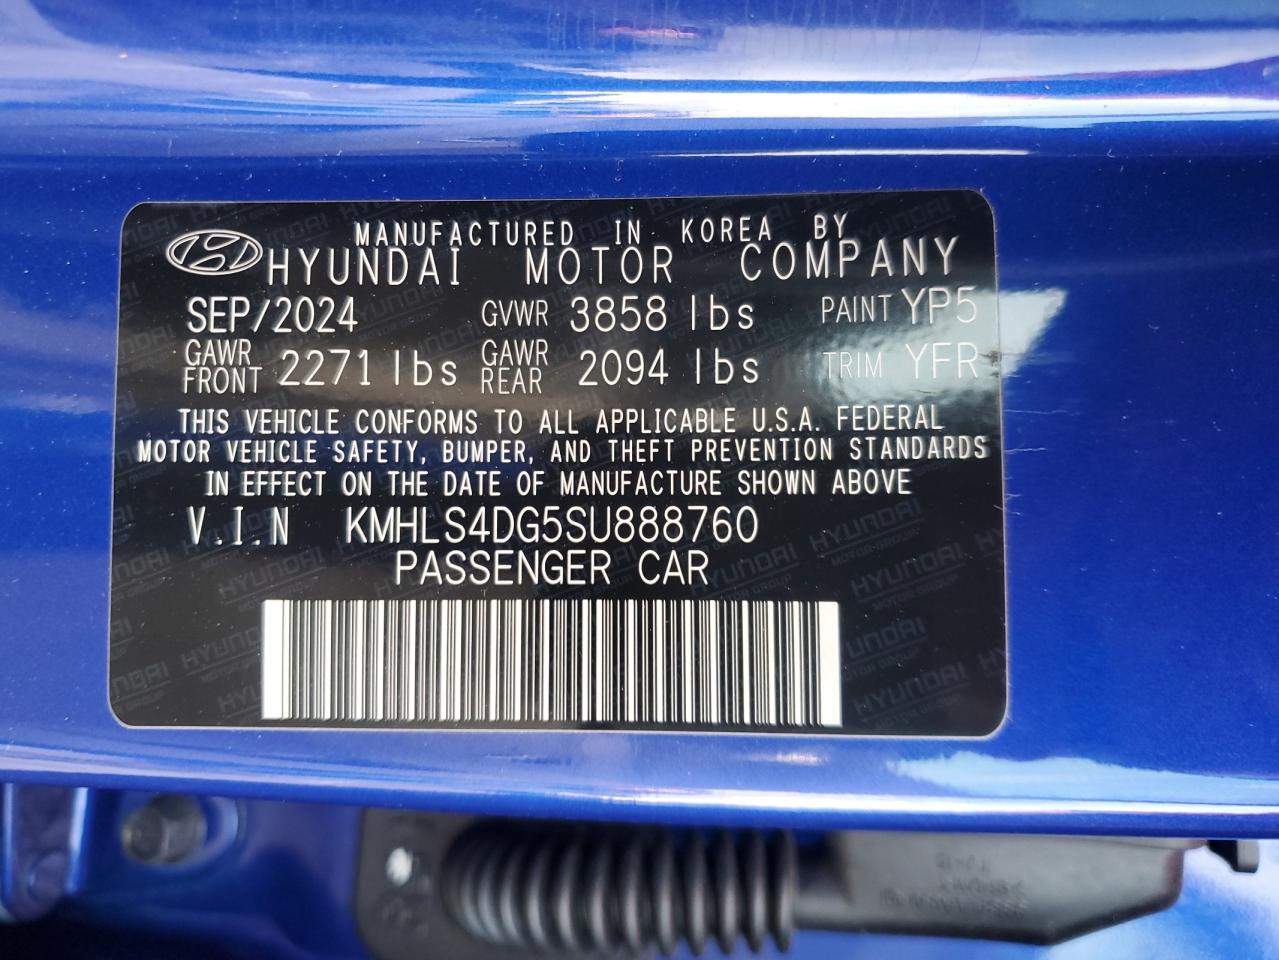 MANUFACTURED IN KOREA BY
HYUNDAI MOTOR COMPANY
SEP/2024 GVWR 3858 lbs PAINT YP5
GAWR FRONT 2271 lbs GAWR REAR 2094 lbs TRIM YFR
THIS VEHICLE CONFORMS TO ALL APPLICABLE U.S.A. FEDERAL
MOTOR VEHICLE SAFETY, BUMPER, AND THEFT PREVENTION STANDARDS
IN EFFECT ON THE DATE OF MANUFACTURE SHOWN ABOVE
V.I.N KMHLS4DG5SU888760
PASSENGER CAR